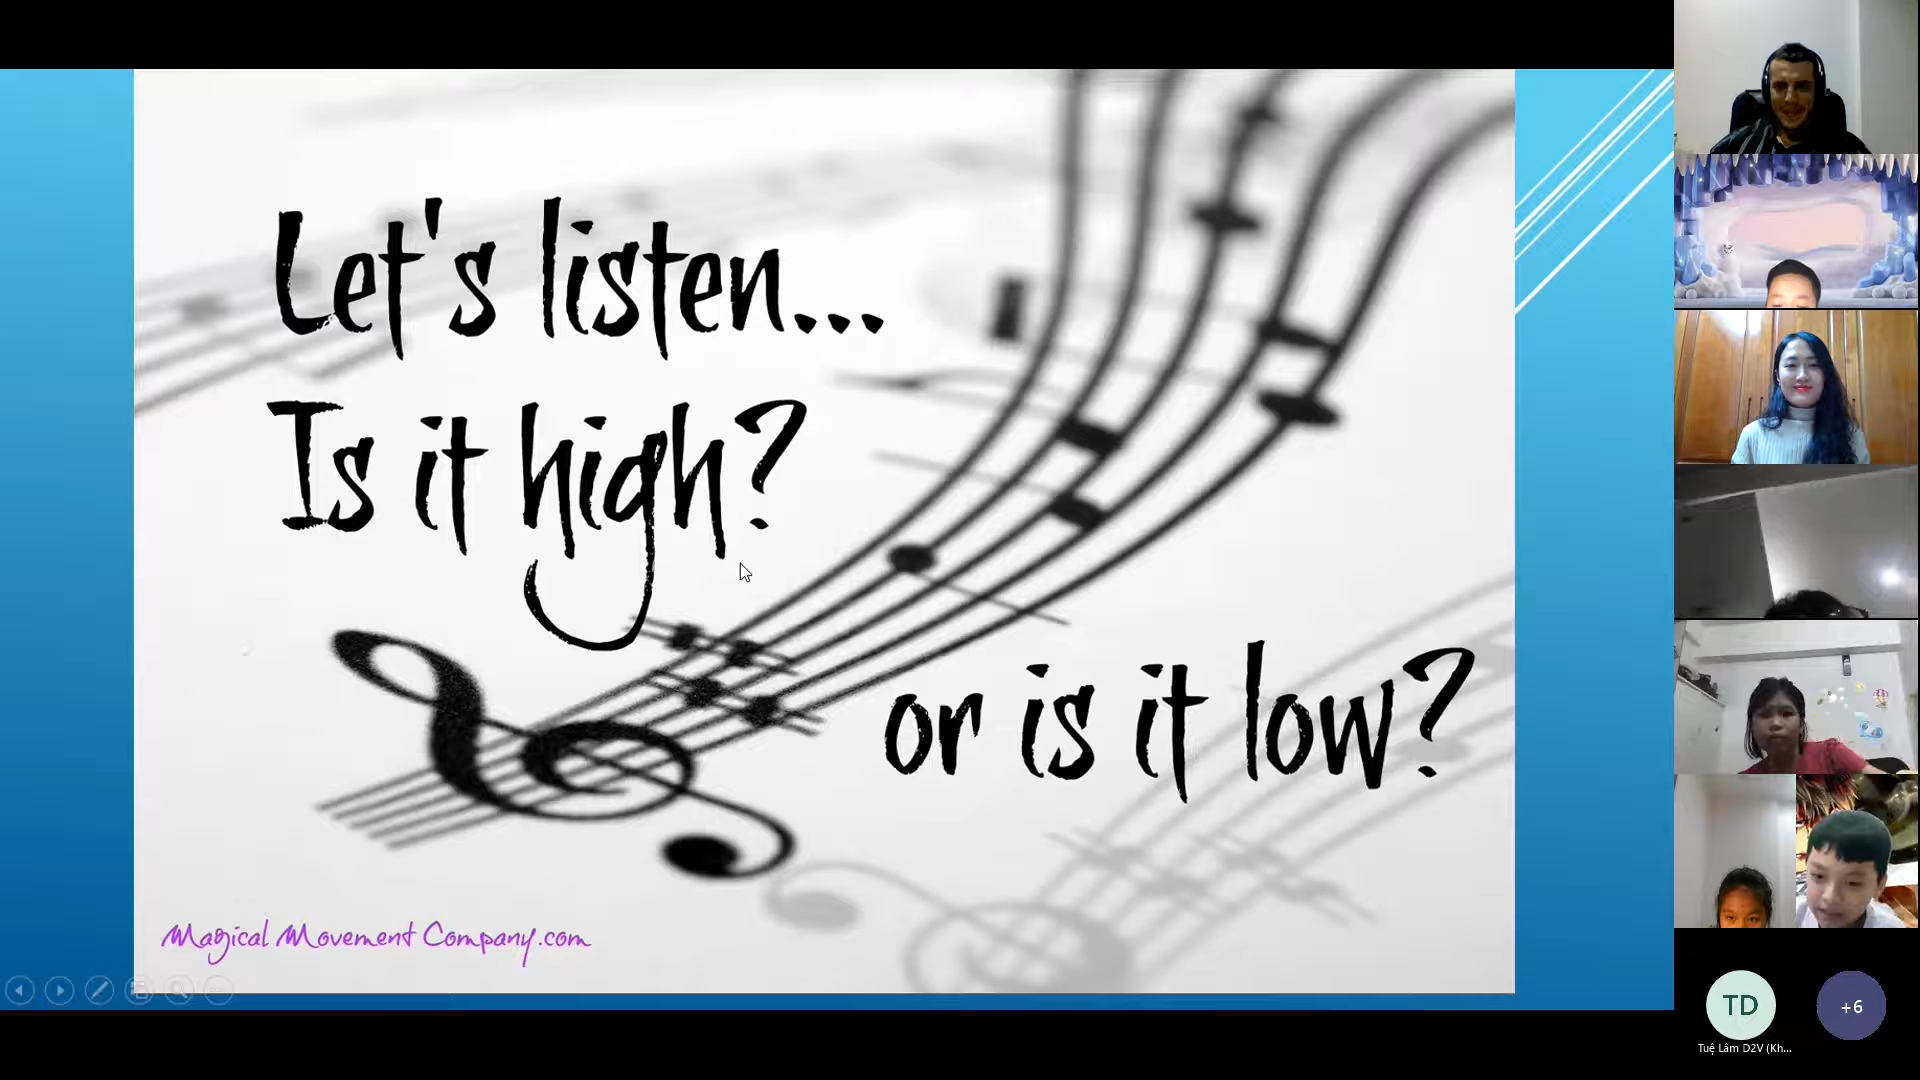 Let's listen...
Is it high?
or is it low?
Magical Movement Company.com
TD
+6
Tuệ Lâm D2V (Kh...